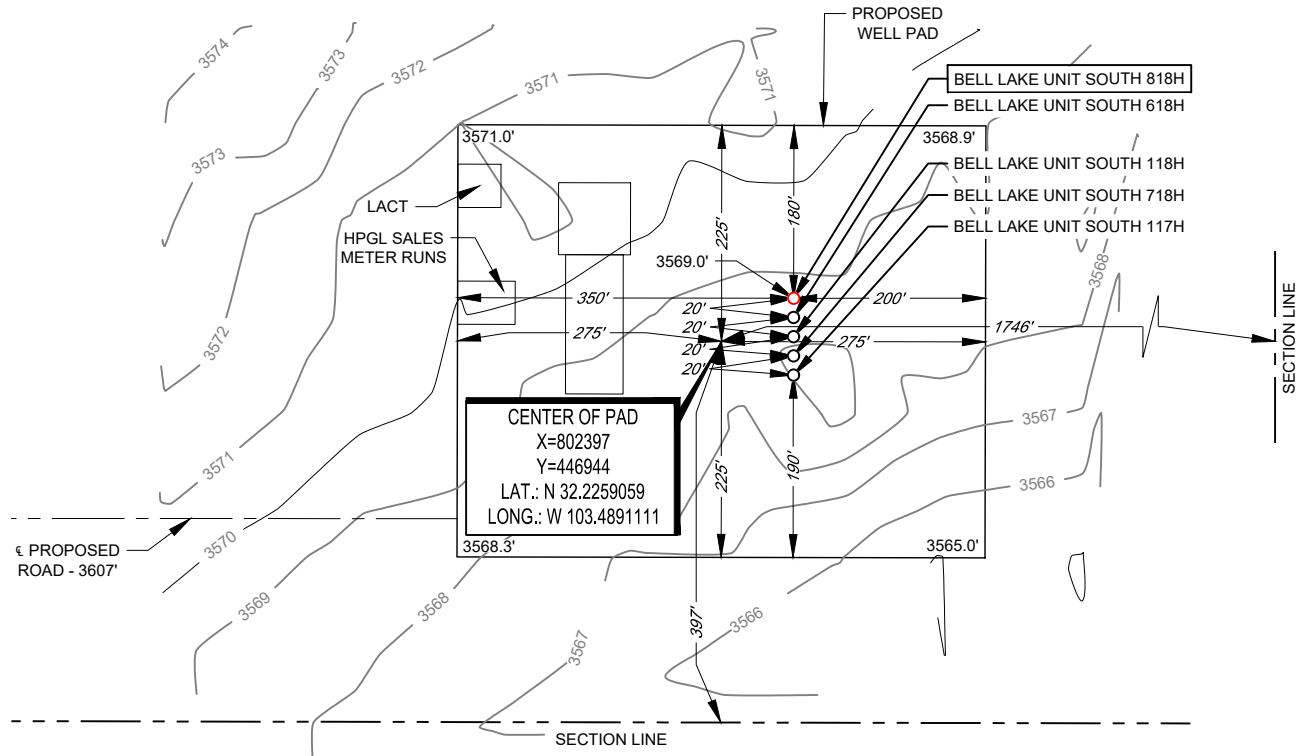 PROPOSED
WELL PAD
3574
3573
3572
3571
3571
BELL LAKE UNIT SOUTH 818H
BELL LAKE UNIT SOUTH 618H
3571.0'
3568.9'
3573
BELL LAKE UNIT SOUTH 118H
LACT
BELL LAKE UNIT SOUTH 718H
180'
225'
HPGL SALES
METER RUNS
BELL LAKE UNIT SOUTH 117H
3569.0'
3568
350'
200'
20'
20'
20'
20'
275'
1746'
275'
3572
SECTION LINE
CENTER OF PAD
X=802397
Y=446944
LAT.: N 32.2259059
LONG.: W 103.4891111
3567
3571
225'
190'
3566
℄ PROPOSED
ROAD - 3607'
3570
3568.3'
3565.0'
3569
3568
3567
397'
3566
SECTION LINE